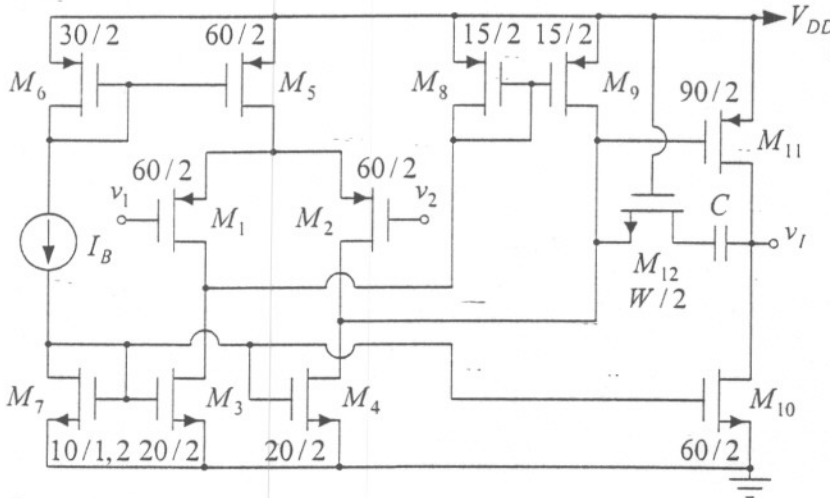 30/2 60/2 15/2 15/2 V_DD
M_6 M_5 M_8 M_9 90/2
M_11
60/2 60/2
v_1 M_1 M_2 v_2 C v_I
I_B M_12
W/2
M_7 M_3 M_4 M_10
10/1,2 20/2 20/2 60/2